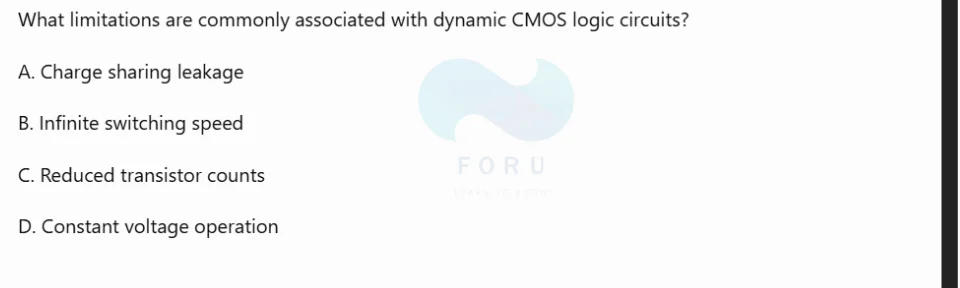 What limitations are commonly associated with dynamic CMOS logic circuits?
A. Charge sharing leakage
B. Infinite switching speed
FORU
C. Reduced transistor counts
D. Constant voltage operation